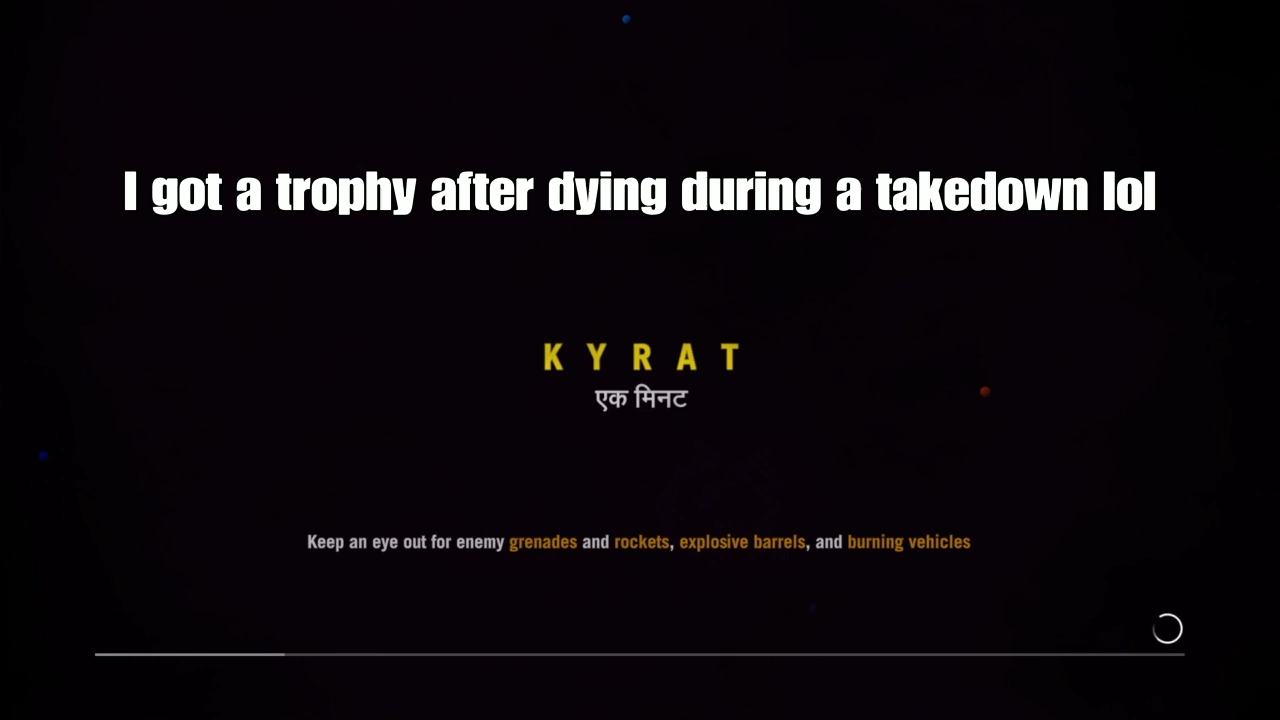 I got a trophy after dying during a takedown lol
KYRAT
एक मिनट
Keep an eye out for enemy grenades and rockets, explosive barrels, and burning vehicles